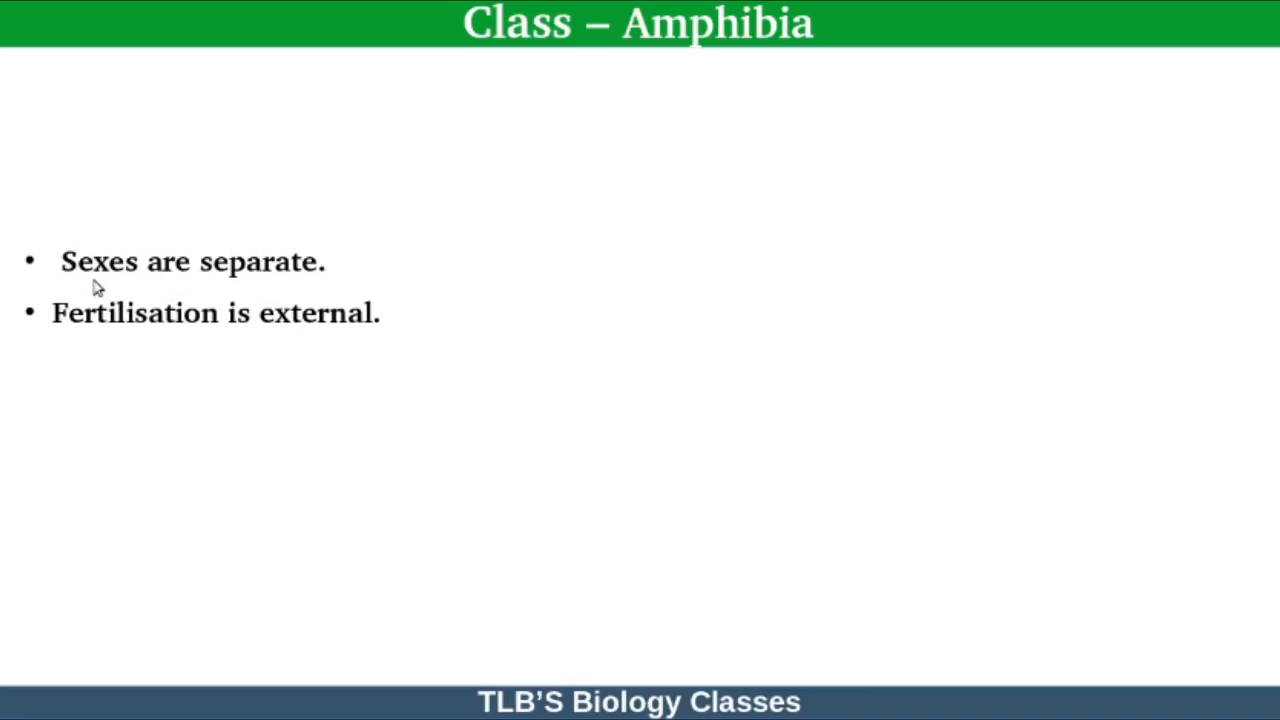 Class – Amphibia
• Sexes are separate.
• Fertilisation is external.
TLB’S Biology Classes